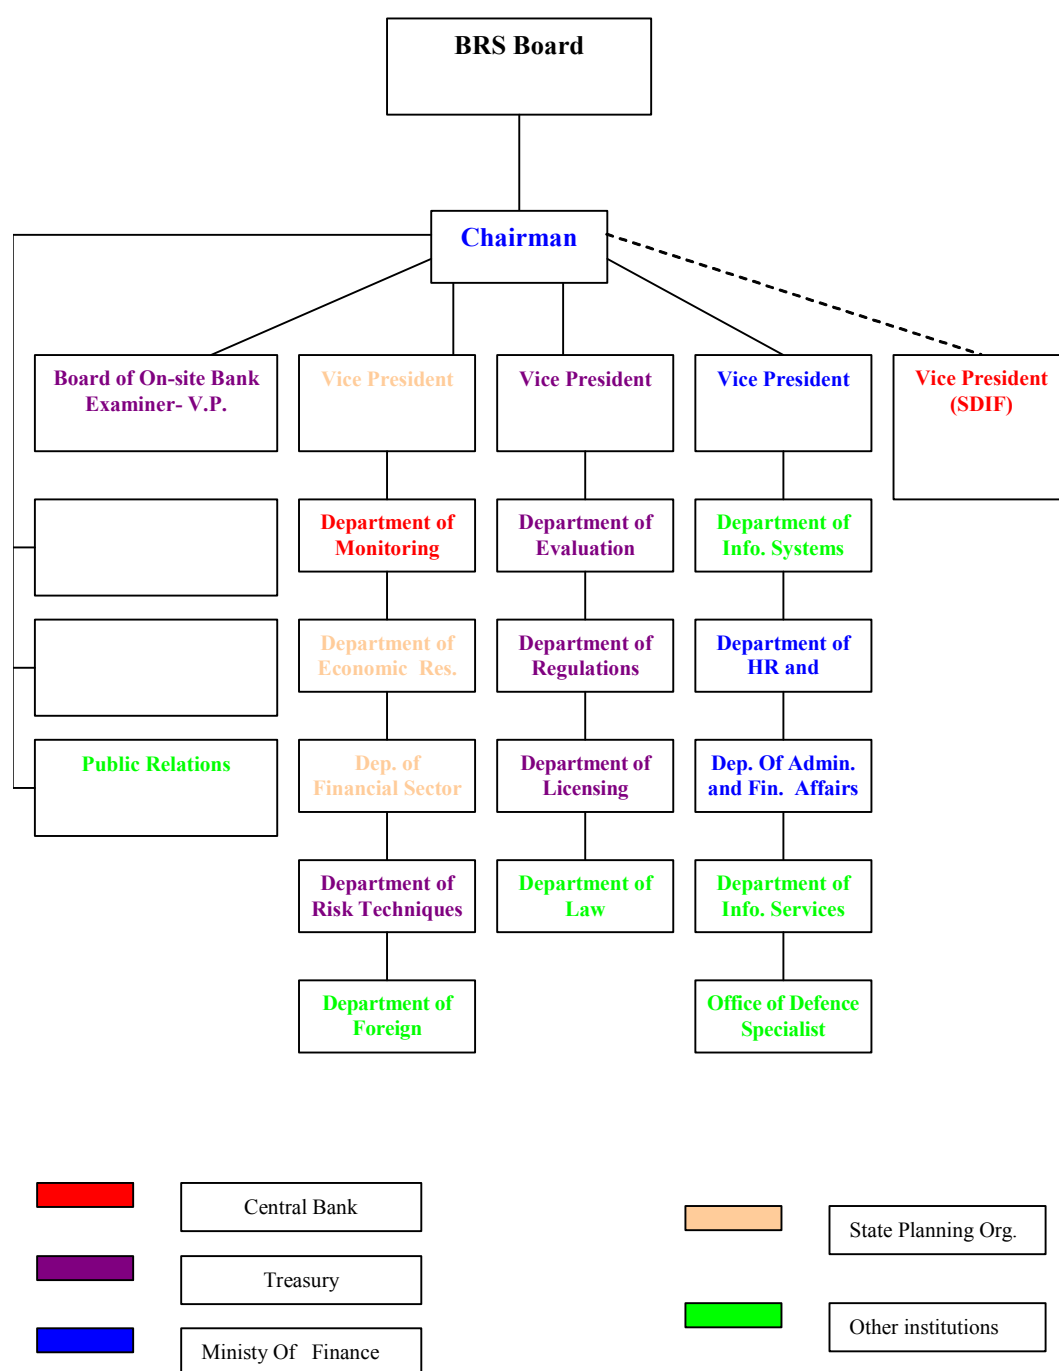 BRS Board
Chairman
Board of On-site Bank
Examiner- V.P.
Vice President
Vice President
Vice President
Vice President
(SDIF)
Department of
Monitoring
Department of
Evaluation
Department of
Info. Systems
Department of
Economic Res.
Department of
Regulations
Department of
HR and
Public Relations
Dep. of
Financial Sector
Department of
Licensing
Dep. Of Admin.
and Fin. Affairs
Department of
Risk Techniques
Department of
Law
Department of
Info. Services
Department of
Foreign
Office of Defence
Specialist
Central Bank
State Planning Org.
Treasury
Other institutions
Ministy Of Finance